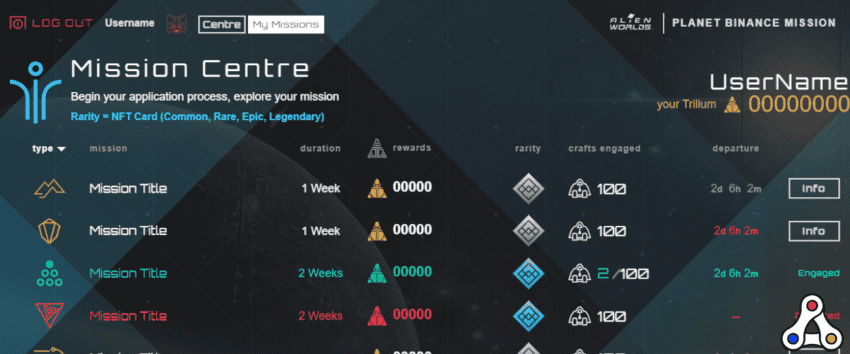 LOG OUT Username Centre My Missions ALIEN WORLDS PLANET BINANCE MISSION
Mission Centre
UserName
Begin your application process, explore your mission
your Trilium 00000000
Rarity = NFT Card (Common, Rare, Epic, Legendary)
type mission duration rewards rarity crafts engaged departure
Mission Title 1 Week 00000 100 2d 6h 2m Info
Mission Title 1 Week 00000 100 2d 6h 2m Info
Mission Title 2 Weeks 00000 2/100 2d 6h 2m Engaged
Mission Title 2 Weeks 00000 100 --